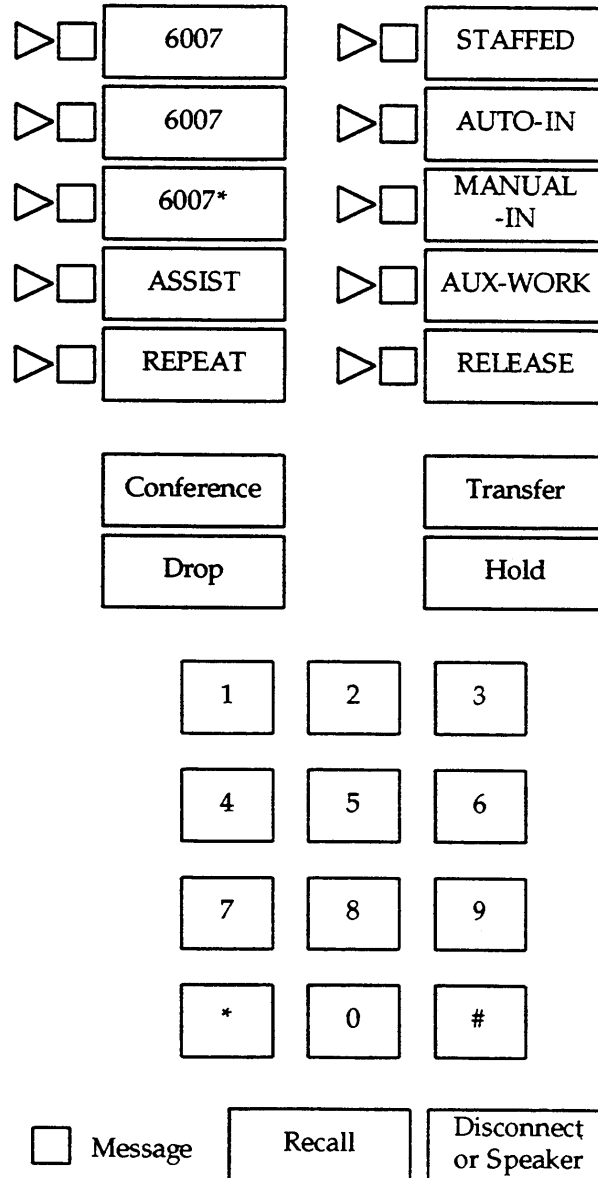 6007 STAFFED
6007 AUTO-IN
6007* MANUAL
-IN
ASSIST AUX-WORK
REPEAT RELEASE
Conference Transfer
Drop Hold
1 2 3
4 5 6
7 8 9
* 0 #
Message Recall Disconnect
or Speaker